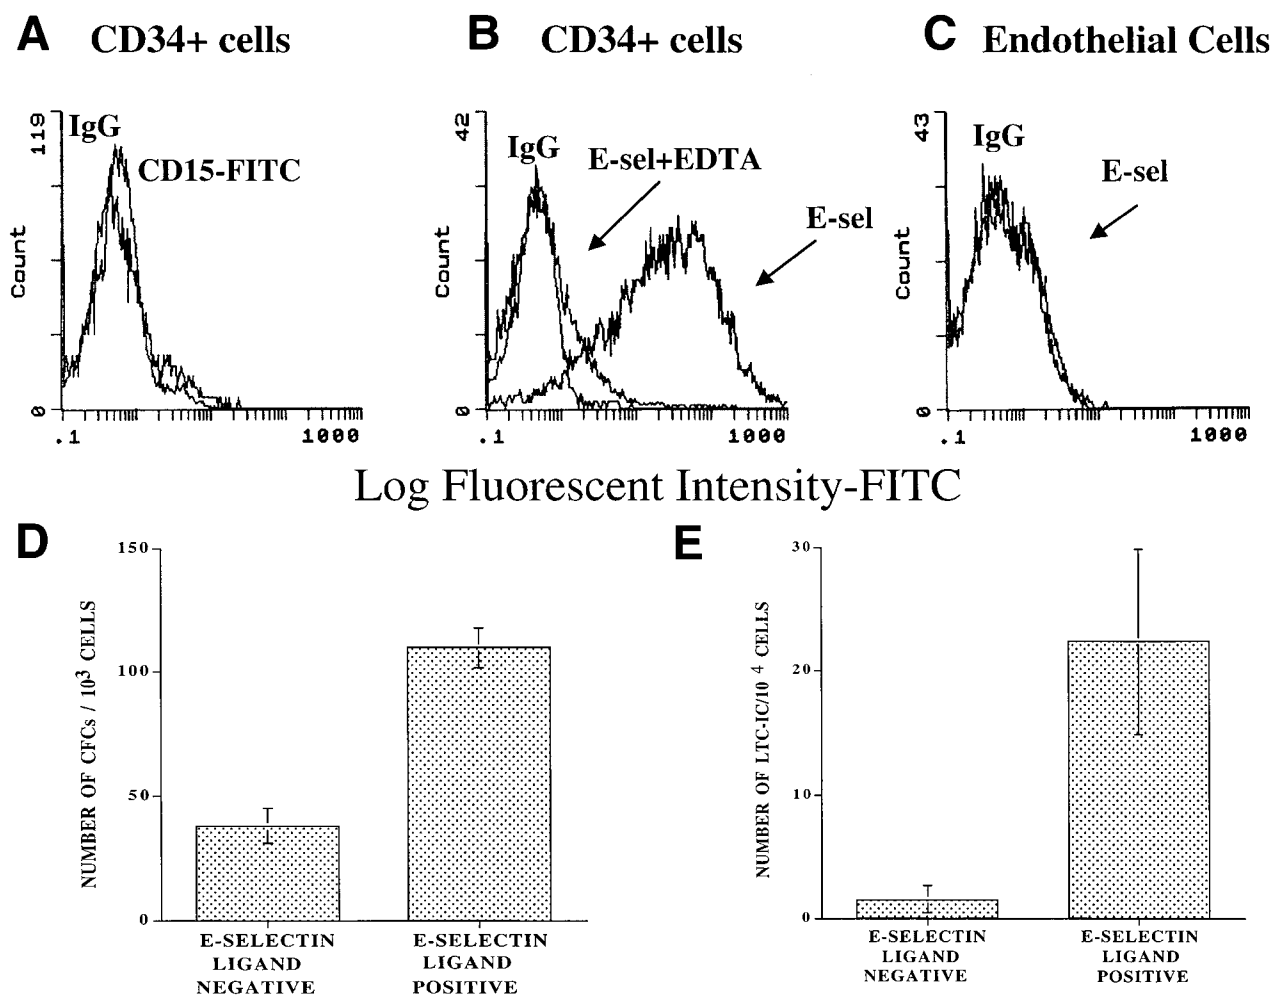 A CD34+ cells
B CD34+ cells
C Endothelial Cells
119
IgG
CD15-FITC
Count
0
.1
1000
42
IgG
E-sel+EDTA
E-sel
Count
0
.1
1000
43
IgG
E-sel
Count
0
.1
1000
Log Fluorescent Intensity-FITC
D
NUMBER OF CFCs / 10³ CELLS
150
100
50
0
E-SELECTIN
LIGAND
NEGATIVE
E-SELECTIN
LIGAND
POSITIVE
E
NUMBER OF LTC-IC/10 ⁴ CELLS
30
20
10
0
E-SELECTIN
LIGAND
NEGATIVE
E-SELECTIN
LIGAND
POSITIVE